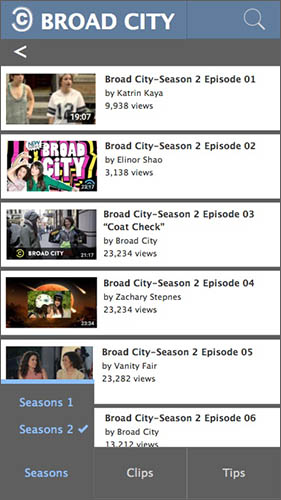 BROAD CITY
<
Broad City-Season 2 Episode 01
by Katrin Kaya
9,938 views
19:07
12
Broad City-Season 2 Episode 02
by Elinor Shao
3,138 views
BROAD
CITY
23:17
Broad City-Season 2 Episode 03
“Coat Check”
by Broad City
23,234 views
BROAD CITY
21:17
Broad City-Season 2 Episode 04
by Zachary Stepnes
23,234 views
23:34
Broad City-Season 2 Episode 05
by Vanity Fair
23,282 views
Broad City-Season 2 Episode 06
by Broad City
13,212 views
Seasons 1
Seasons 2 ✓
Seasons
Clips
Tips